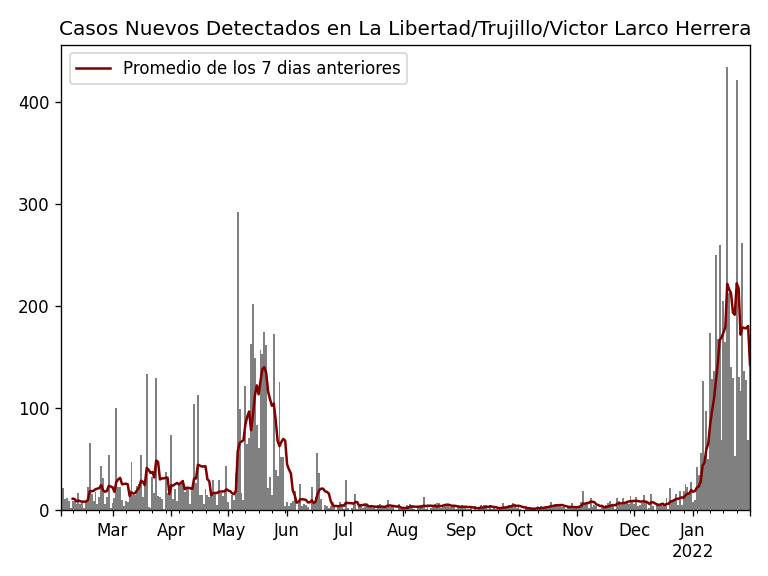 Casos Nuevos Detectados en La Libertad/Trujillo/Victor Larco Herrera
Promedio de los 7 dias anteriores
400
300
200
100
0
Mar Apr May Jun Jul Aug Sep Oct Nov Dec Jan
2022